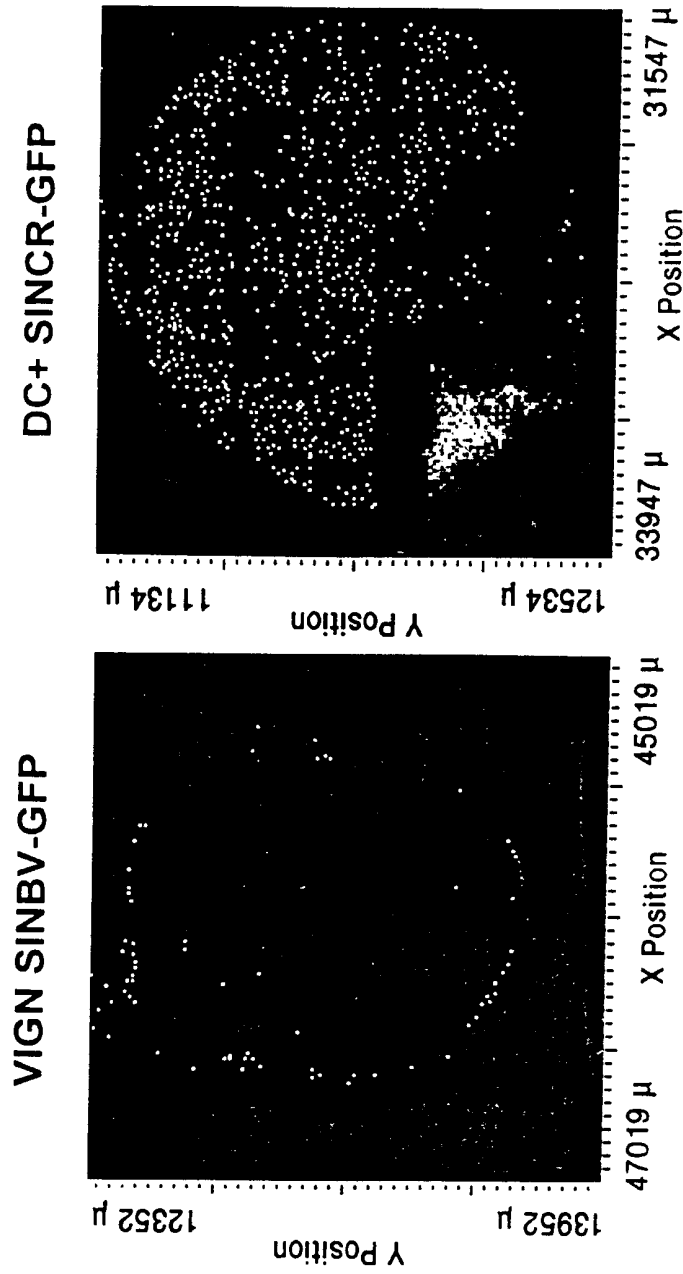 VIGN SINBV-GFP
Y Position
12352 µ
13952 µ
47019 µ
X Position
45019 µ
DC+ SINCR-GFP
Y Position
11134 µ
12534 µ
33947 µ
X Position
31547 µ